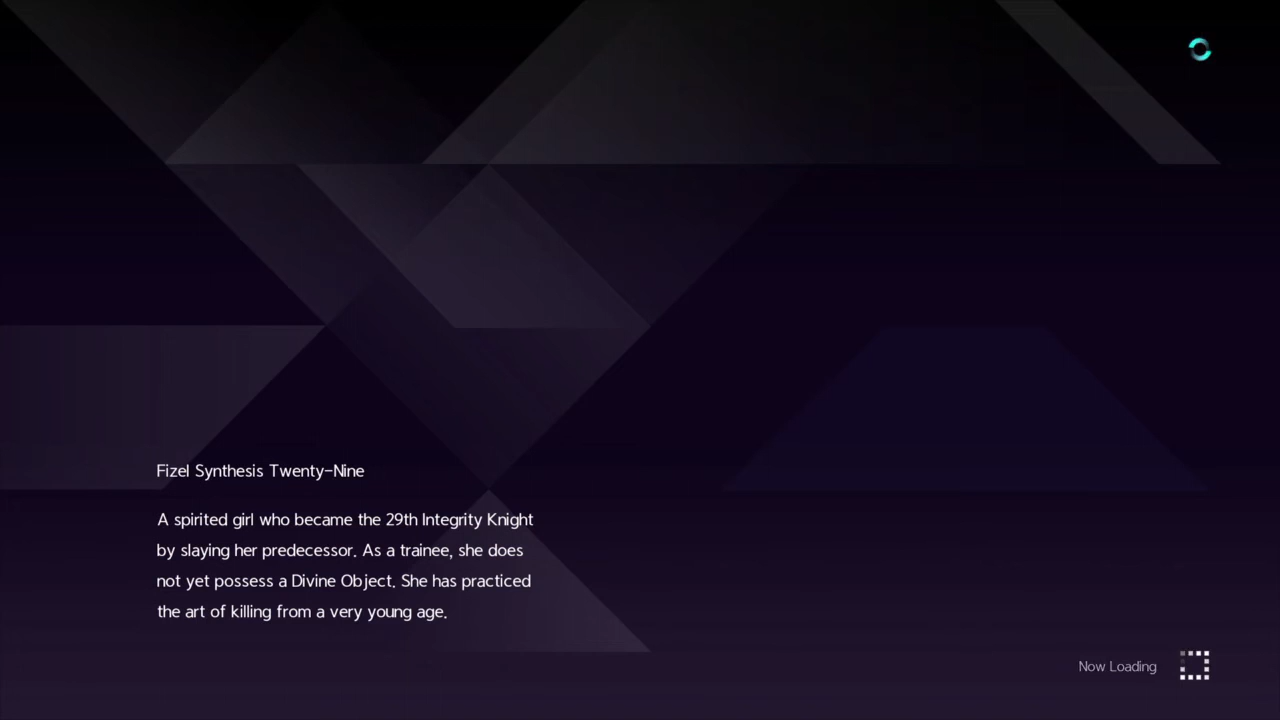 Fizel Synthesis Twenty-Nine
A spirited girl who became the 29th Integrity Knight
by slaying her predecessor. As a trainee, she does
not yet possess a Divine Object. She has practiced
the art of killing from a very young age.
Now Loading